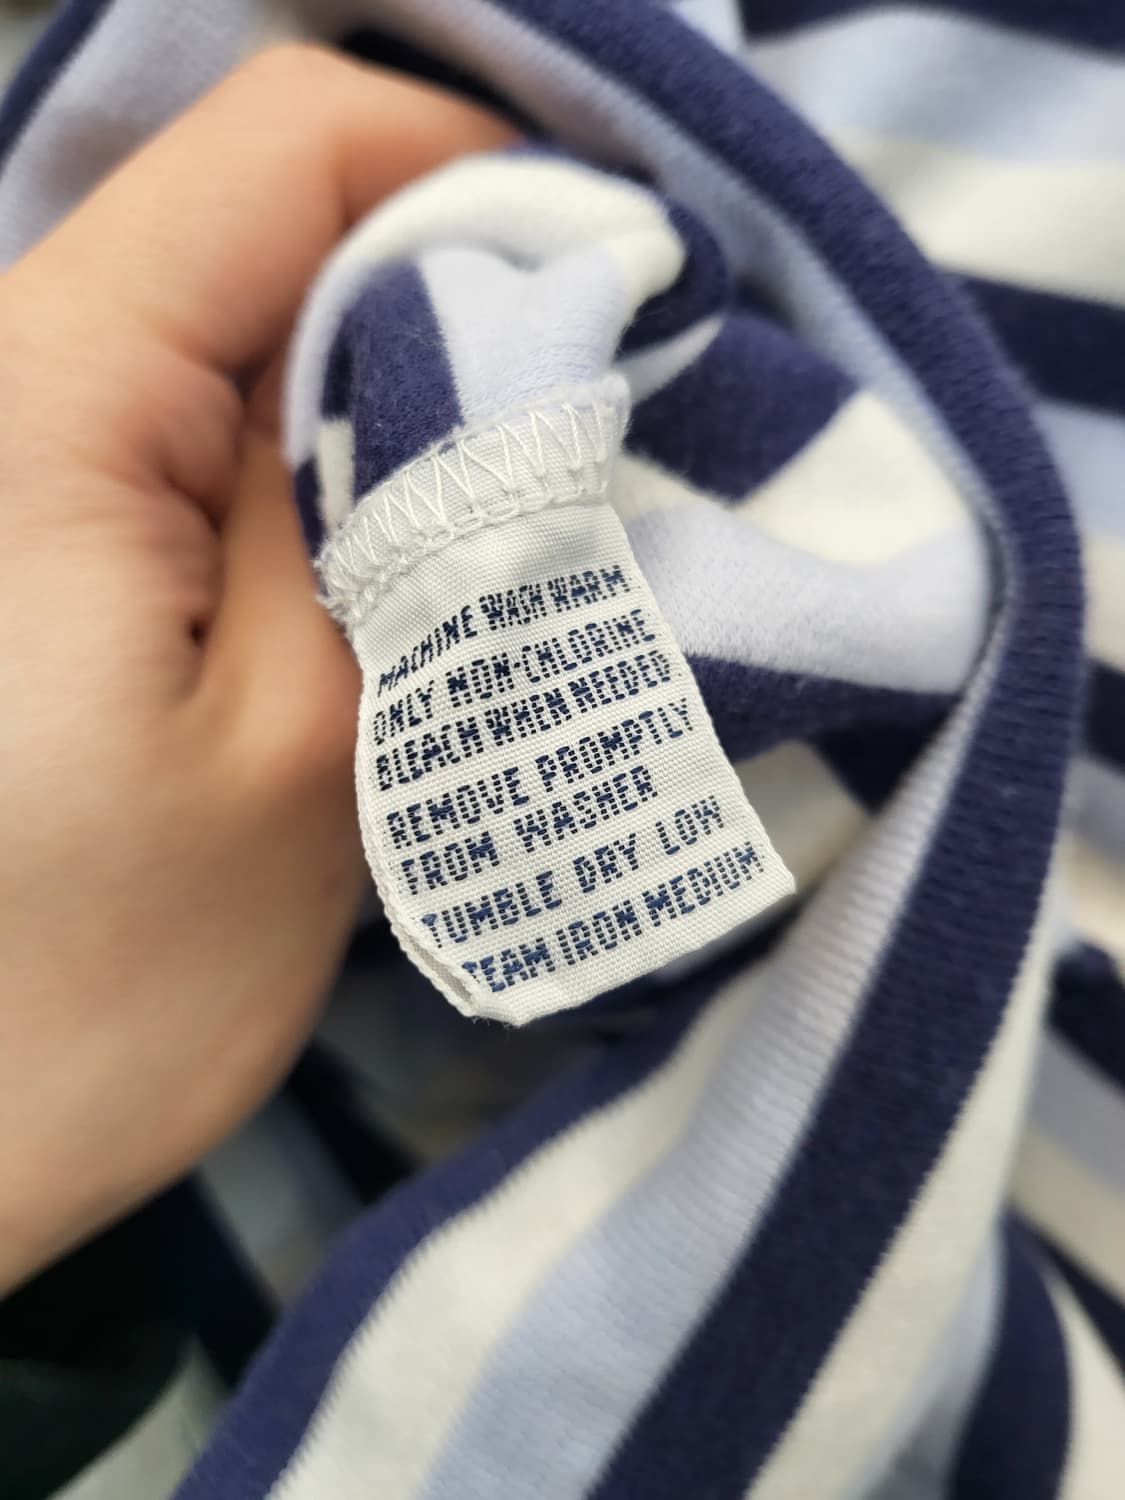 MACHINE WASH WARM
ONLY NON-CHLORINE
BLEACH WHEN NEEDED
REMOVE PROMPTLY
FROM WASHER
TUMBLE DRY LOW
TEAM IRON MEDIUM